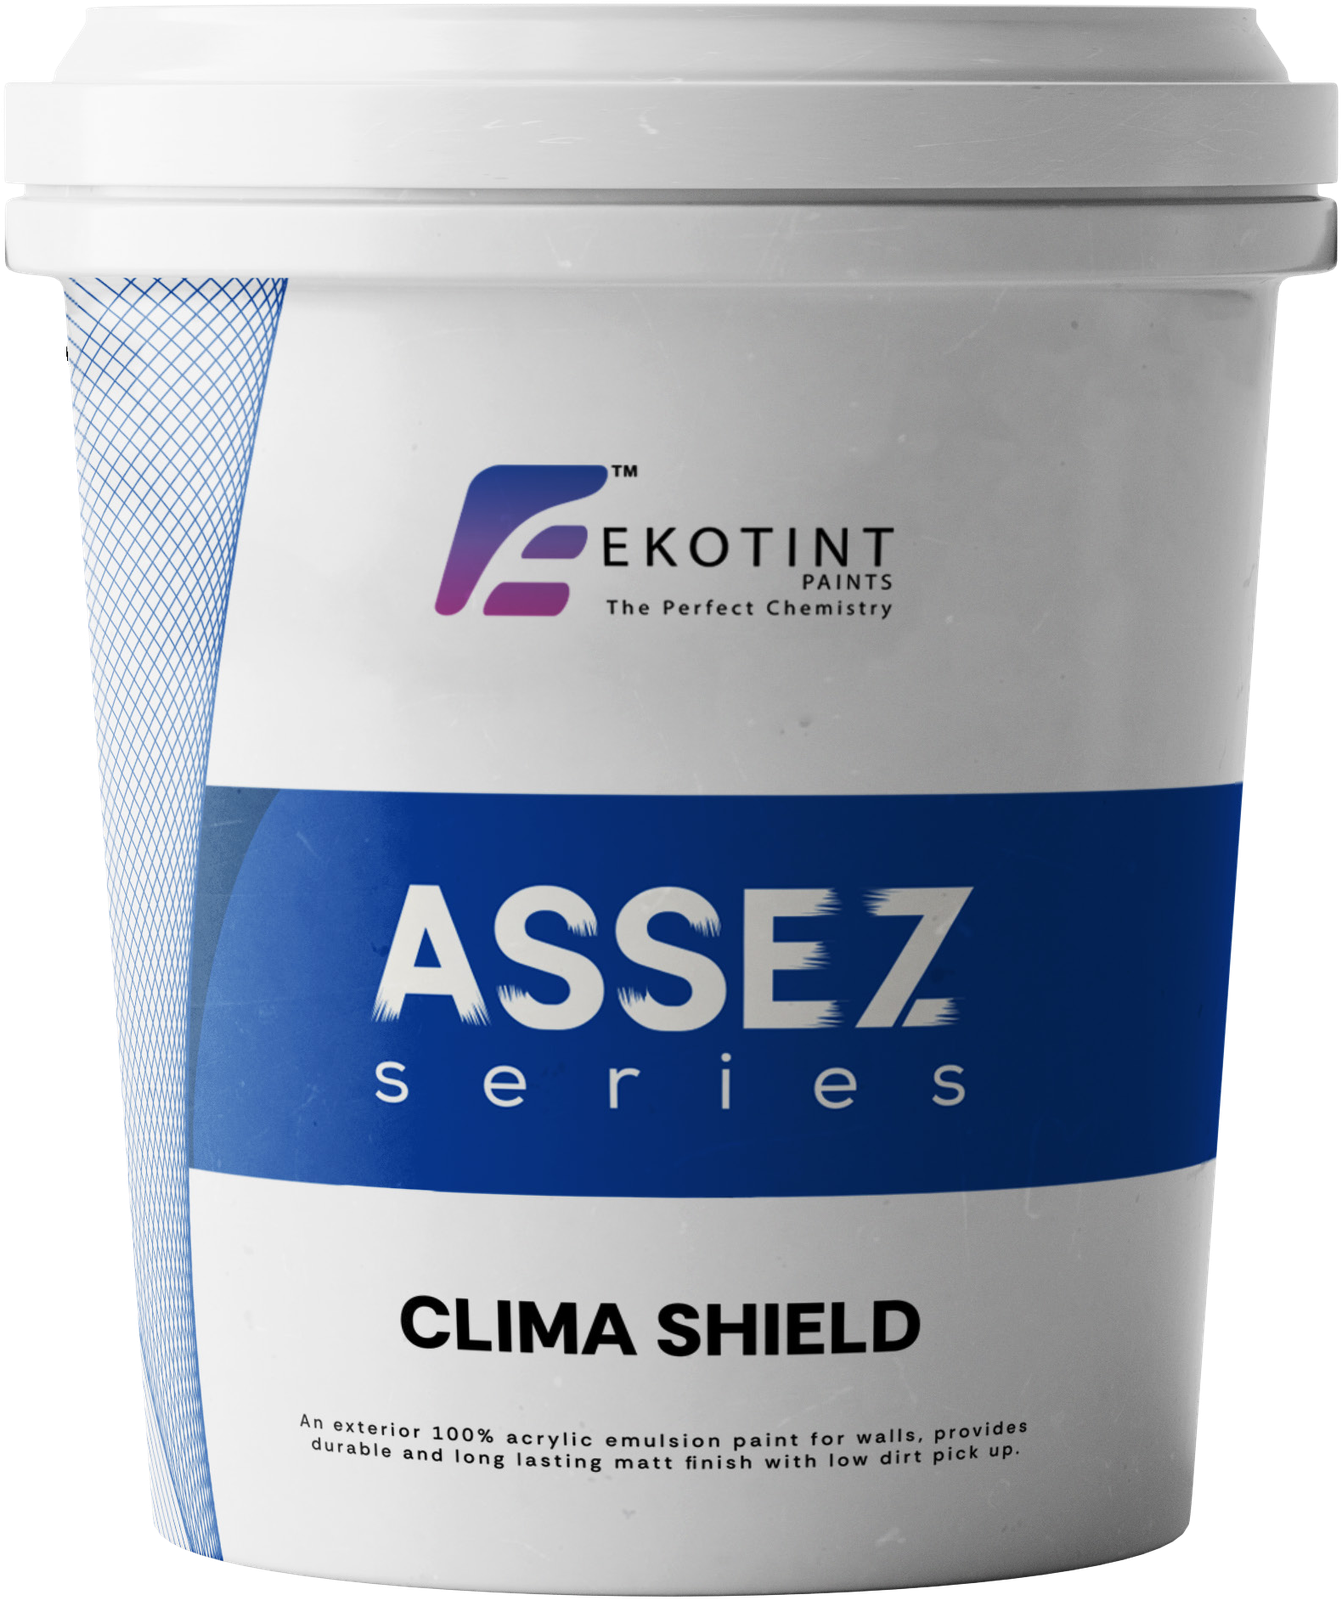 ™
EKOTINT
PAINTS
The Perfect Chemistry
ASSEZ
series
CLIMA SHIELD
An exterior 100% acrylic emulsion paint for walls, provides
durable and long lasting matt finish with low dirt pick up.